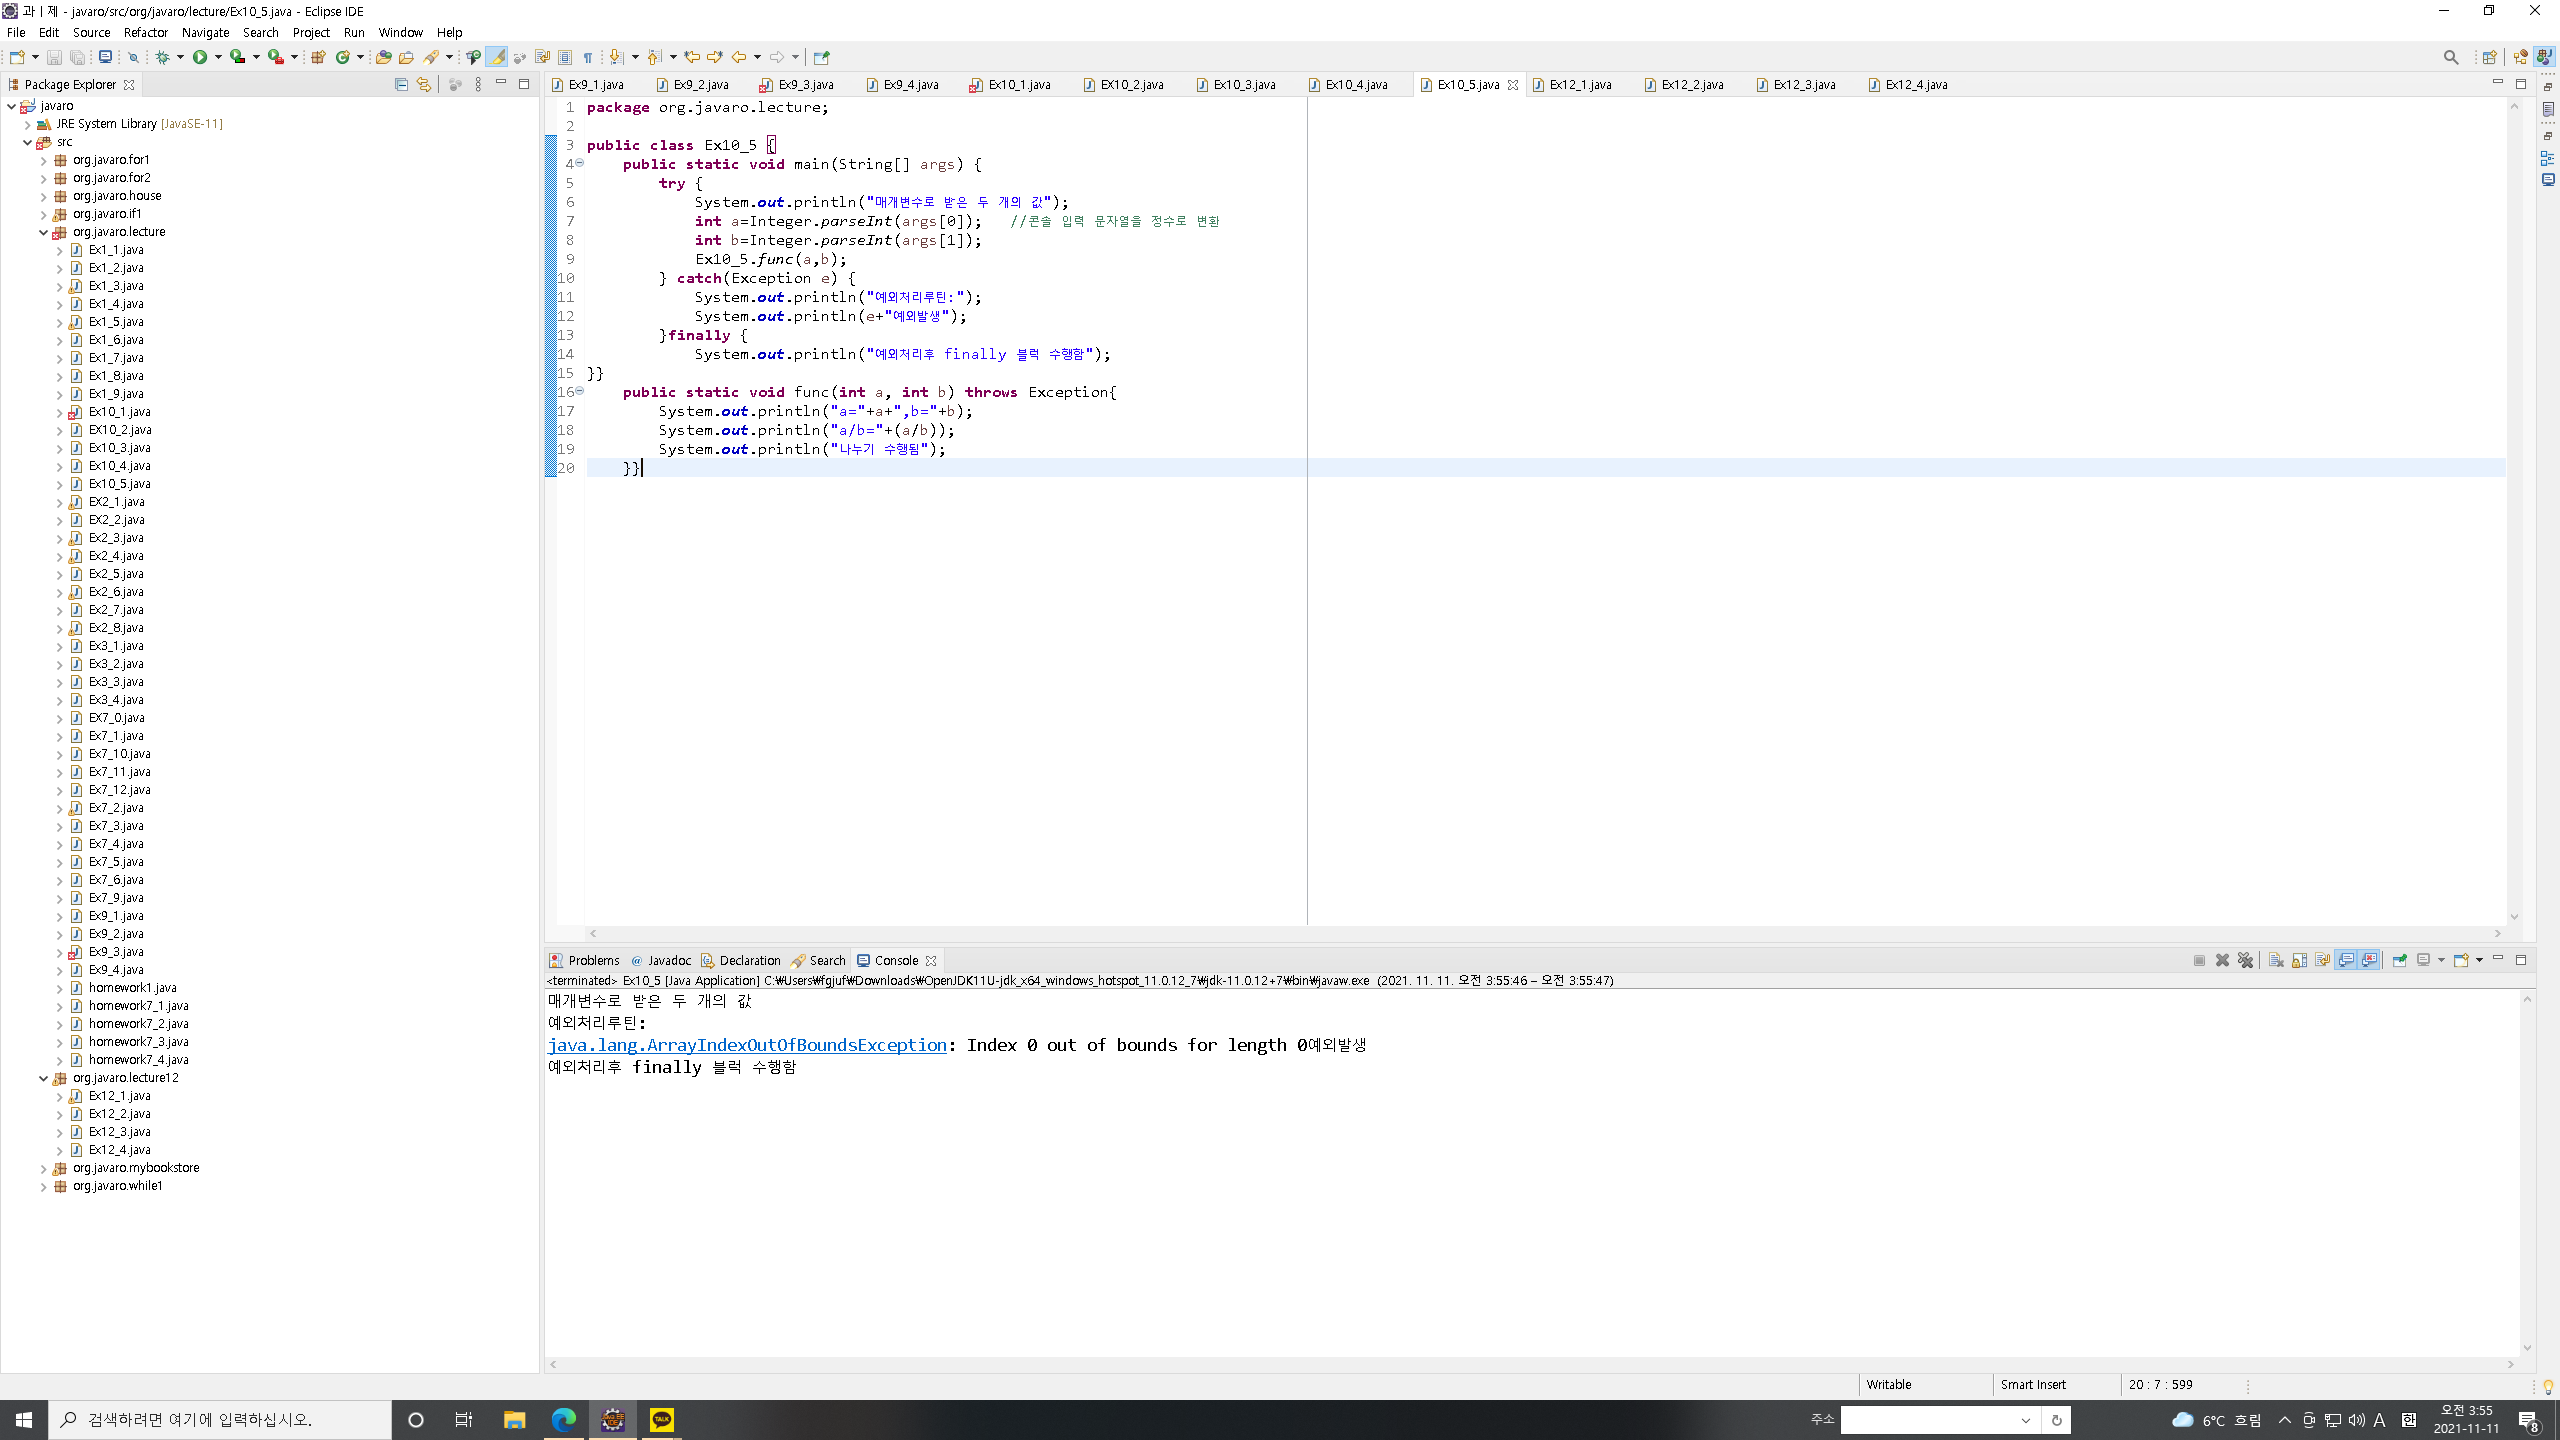 과ㅣ제 - javaro/src/org/javaro/lecture/Ex10_5.java - Eclipse IDE
File Edit Source Refactor Navigate Search Project Run Window Help
Package Explorer
javaro
JRE System Library [JavaSE-11]
src
org.javaro.for1
org.javaro.for2
org.javaro.house
org.javaro.if1
org.javaro.lecture
Ex1_1.java
Ex1_2.java
Ex1_3.java
Ex1_4.java
Ex1_5.java
Ex1_6.java
Ex1_7.java
Ex1_8.java
Ex1_9.java
Ex10_1.java
EX10_2.java
Ex10_3.java
Ex10_4.java
Ex10_5.java
EX2_1.java
EX2_2.java
Ex2_3.java
Ex2_4.java
Ex2_5.java
Ex2_6.java
Ex2_7.java
Ex2_8.java
Ex3_1.java
Ex3_2.java
Ex3_3.java
Ex3_4.java
EX7_0.java
Ex7_1.java
Ex7_10.java
Ex7_11.java
Ex7_12.java
Ex7_2.java
Ex7_3.java
Ex7_4.java
Ex7_5.java
Ex7_6.java
Ex7_9.java
Ex9_1.java
Ex9_2.java
Ex9_3.java
Ex9_4.java
homework1.java
homework7_1.java
homework7_2.java
homework7_3.java
homework7_4.java
org.javaro.lecture12
Ex12_1.java
Ex12_2.java
Ex12_3.java
Ex12_4.java
org.javaro.mybookstore
org.javaro.while1
Ex9_1.java Ex9_2.java Ex9_3.java Ex9_4.java Ex10_1.java EX10_2.java Ex10_3.java Ex10_4.java Ex10_5.java Ex12_1.java Ex12_2.java Ex12_3.java Ex12_4.java
1 package org.javaro.lecture;
2
3 public class Ex10_5 {
4 public static void main(String[] args) {
5 try {
6 System.out.println("매개변수로 받은 두 개의 값");
7 int a=Integer.parseInt(args[0]); //콘솔 입력 문자열을 정수로 변환
8 int b=Integer.parseInt(args[1]);
9 Ex10_5.func(a,b);
10 } catch(Exception e) {
11 System.out.println("예외처리루틴:");
12 System.out.println(e+"예외발생");
13 }finally {
14 System.out.println("예외처리후 finally 블럭 수행함");
15 }}
16 public static void func(int a, int b) throws Exception{
17 System.out.println("a="+a+",b="+b);
18 System.out.println("a/b="+(a/b));
19 System.out.println("나누기 수행됨");
20 }}
Problems @ Javadoc Declaration Search Console
<terminated> Ex10_5 [Java Application] C:₩Users₩fgjuf₩Downloads₩OpenJDK11U-jdk_x64_windows_hotspot_11.0.12_7₩jdk-11.0.12+7₩bin₩javaw.exe (2021. 11. 11. 오전 3:55:46 – 오전 3:55:47)
매개변수로 받은 두 개의 값
예외처리루틴:
java.lang.ArrayIndexOutOfBoundsException: Index 0 out of bounds for length 0예외발생
예외처리후 finally 블럭 수행함
Writable Smart Insert 20 : 7 : 599
검색하려면 여기에 입력하십시오.
JAVA EE IDE
TALK
주소
6°C 흐림
A 한
오전 3:55
2021-11-11
8